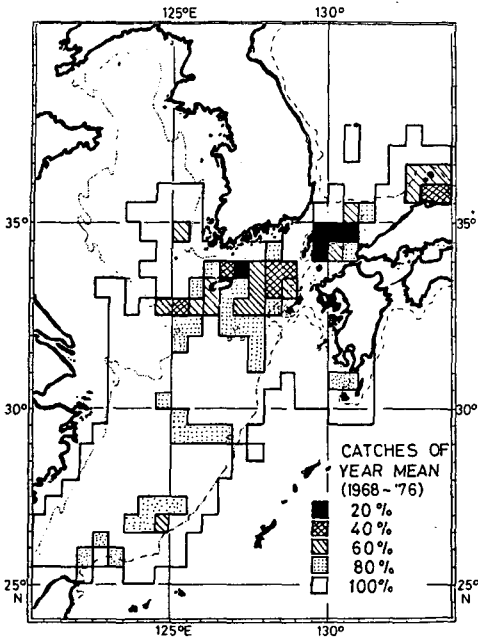 125°E 130°
35° 35°
30° 30°
CATCHES OF
YEAR MEAN
(1968~'76)
20%
40%
60%
80%
100%
25° 25°
N N
125°E 130°